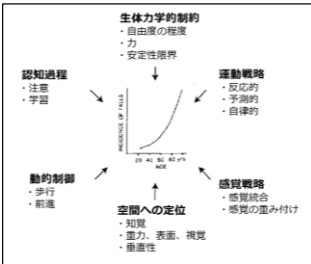 生体力学的制約
・自由度の程度
・力
・安定性限界
認知過程
・注意
・学習
運動戦略
・反応的
・予測的
・自律的
INCIDENCE OF FALLS
20 40 60 80 yrs
AGE
動的制御
・歩行
・前進
感覚戦略
・感覚統合
・感覚の重み付け
空間への定位
・知覚
・重力、表面、視覚
・垂直性